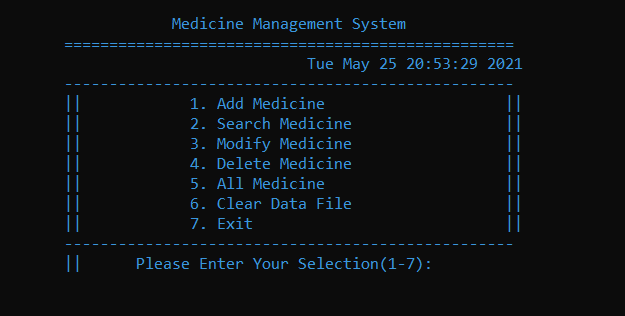 Medicine Management System
==================================================
Tue May 25 20:53:29 2021
--------------------------------------------------
|| 1. Add Medicine ||
|| 2. Search Medicine ||
|| 3. Modify Medicine ||
|| 4. Delete Medicine ||
|| 5. All Medicine ||
|| 6. Clear Data File ||
|| 7. Exit ||
--------------------------------------------------
|| Please Enter Your Selection(1-7):